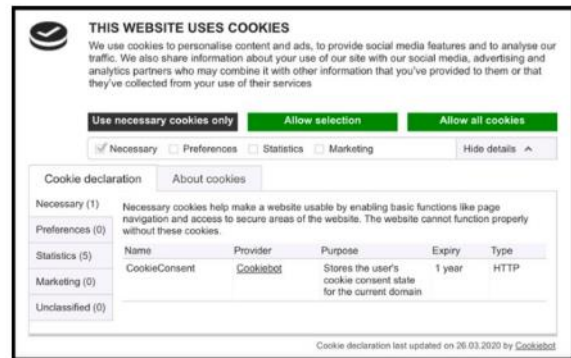 THIS WEBSITE USES COOKIES
We use cookies to personalise content and ads, to provide social media features and to analyse our
traffic. We also share information about your use of our site with our social media, advertising and
analytics partners who may combine it with other information that you've provided to them or that
they've collected from your use of their services
Use necessary cookies only Allow selection Allow all cookies
Necessary Preferences Statistics Marketing Hide details
Cookie declaration About cookies
Necessary (1)
Preferences (0)
Statistics (5)
Marketing (0)
Unclassified (0)
Necessary cookies help make a website usable by enabling basic functions like page
navigation and access to secure areas of the website. The website cannot function properly
without these cookies.
Name Provider Purpose Expiry Type
CookieConsent Cookiebot Stores the user's 1 year HTTP
cookie consent state
for the current domain
Cookie declaration last updated on 26.03.2020 by Cookiebot